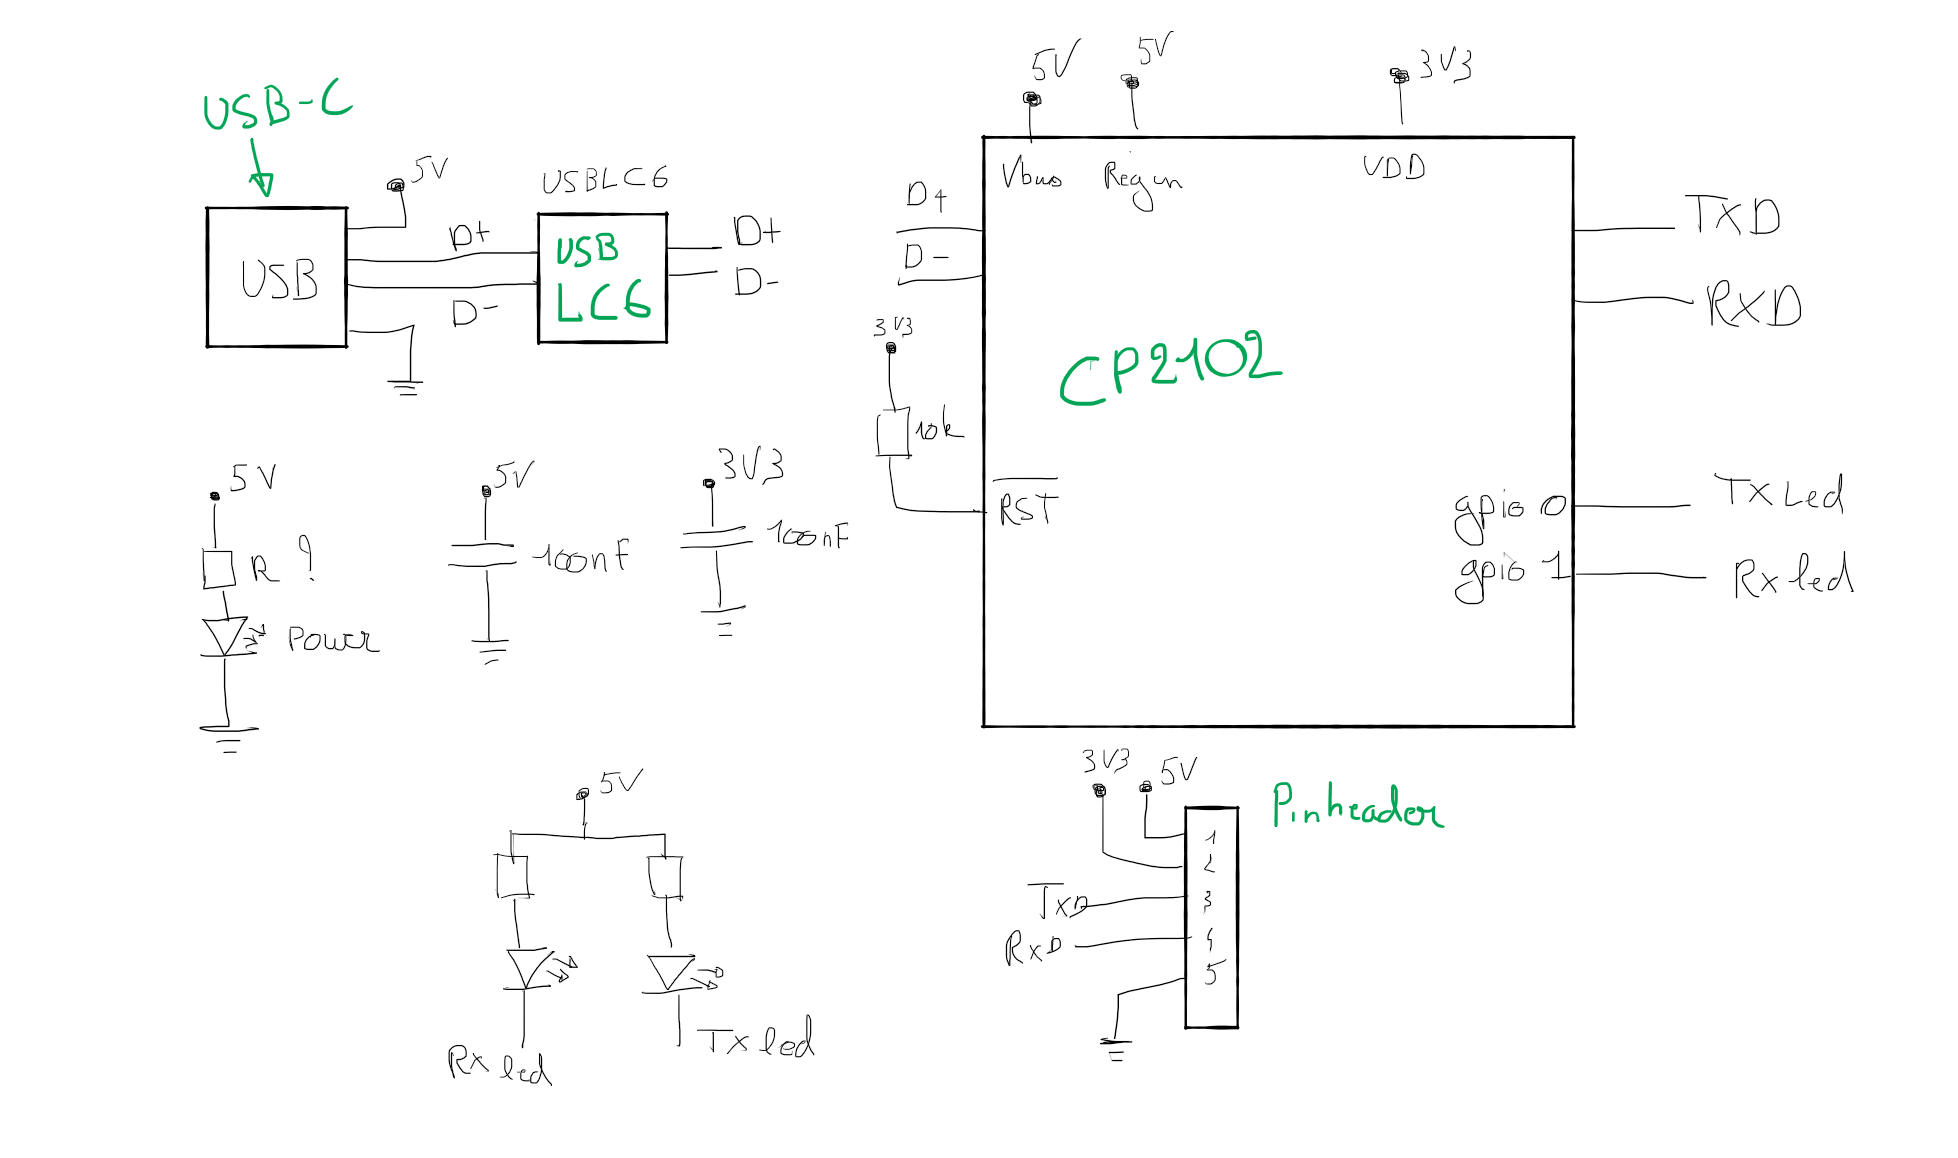 USB-C
5V
USBLC6
USB
D+
D-
USB
LC6
D+
D-
5V
5V
3V3
Vbus
Regin
VDD
D+
D-
TXD
RXD
CP2102
3V3
10k
RST
gpio 0
gpio 1
TX Led
Rx led
5V
R ?
Power
5V
100nF
3V3
100nF
5V
Rx led
Tx led
3V3
5V
Pinheader
1
2
3
4
5
TxD
RxD